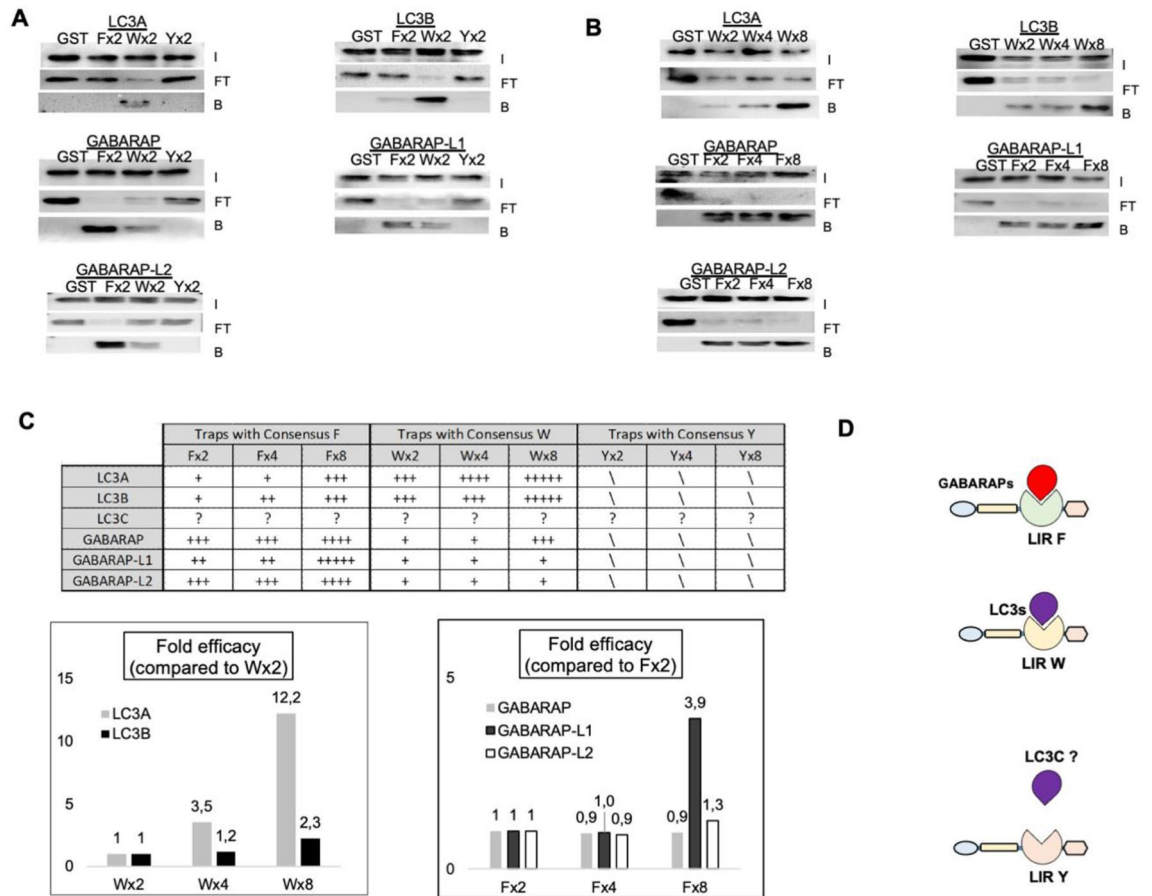 A
LC3A
GST Fx2 Wx2 Yx2
I
FT
B
LC3B
GST Fx2 Wx2 Yx2
I
FT
B
GABARAP
GST Fx2 Wx2 Yx2
I
FT
B
GABARAP-L1
GST Fx2 Wx2 Yx2
I
FT
B
GABARAP-L2
GST Fx2 Wx2 Yx2
I
FT
B
B
LC3A
GST Wx2 Wx4 Wx8
I
FT
B
LC3B
GST Wx2 Wx4 Wx8
I
FT
B
GABARAP
GST Fx2 Fx4 Fx8
I
FT
B
GABARAP-L1
GST Fx2 Fx4 Fx8
I
FT
B
GABARAP-L2
GST Fx2 Fx4 Fx8
I
FT
B
C
Traps with Consensus F Traps with Consensus W Traps with Consensus Y
Fx2 Fx4 Fx8 Wx2 Wx4 Wx8 Yx2 Yx4 Yx8
LC3A + + +++ +++ ++++ +++++ \ \ \
LC3B + ++ +++ +++ +++ +++++ \ \ \
LC3C ? ? ? ? ? ? ? ? ?
GABARAP +++ +++ ++++ + + +++ \ \ \
GABARAP-L1 ++ ++ +++++ + + + \ \ \
GABARAP-L2 +++ +++ ++++ + + + \ \ \
Fold efficacy
(compared to Wx2)
15
10
5
0
LC3A
LC3B
1 1
3,5
1,2
12,2
2,3
Wx2 Wx4 Wx8
Fold efficacy
(compared to Fx2)
5
0
GABARAP
GABARAP-L1
GABARAP-L2
1 1 1
0,9
1,0
0,9
0,9
3,9
1,3
Fx2 Fx4 Fx8
D
GABARAPs
LIR F
LC3s
LIR W
LC3C ?
LIR Y